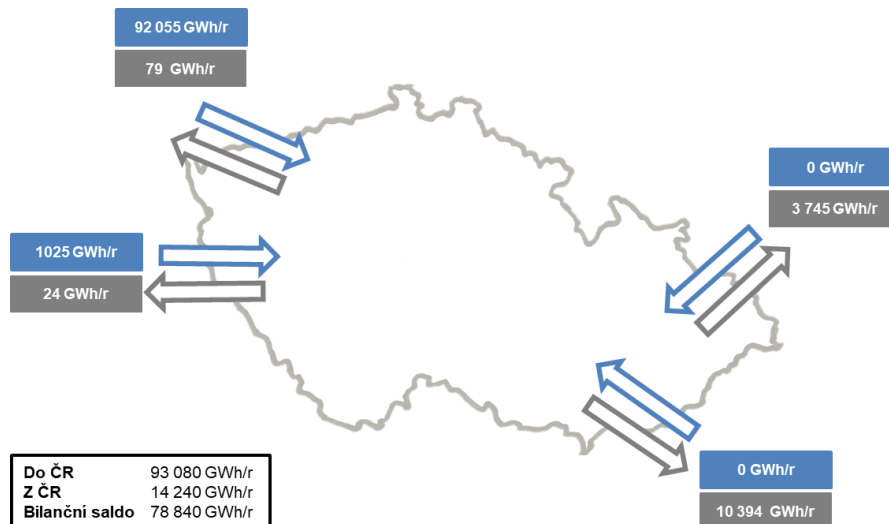 92 055 GWh/r
79 GWh/r
0 GWh/r
3 745 GWh/r
1025 GWh/r
24 GWh/r
Do ČR 93 080 GWh/r
Z ČR 14 240 GWh/r
Bilanční saldo 78 840 GWh/r
0 GWh/r
10 394 GWh/r